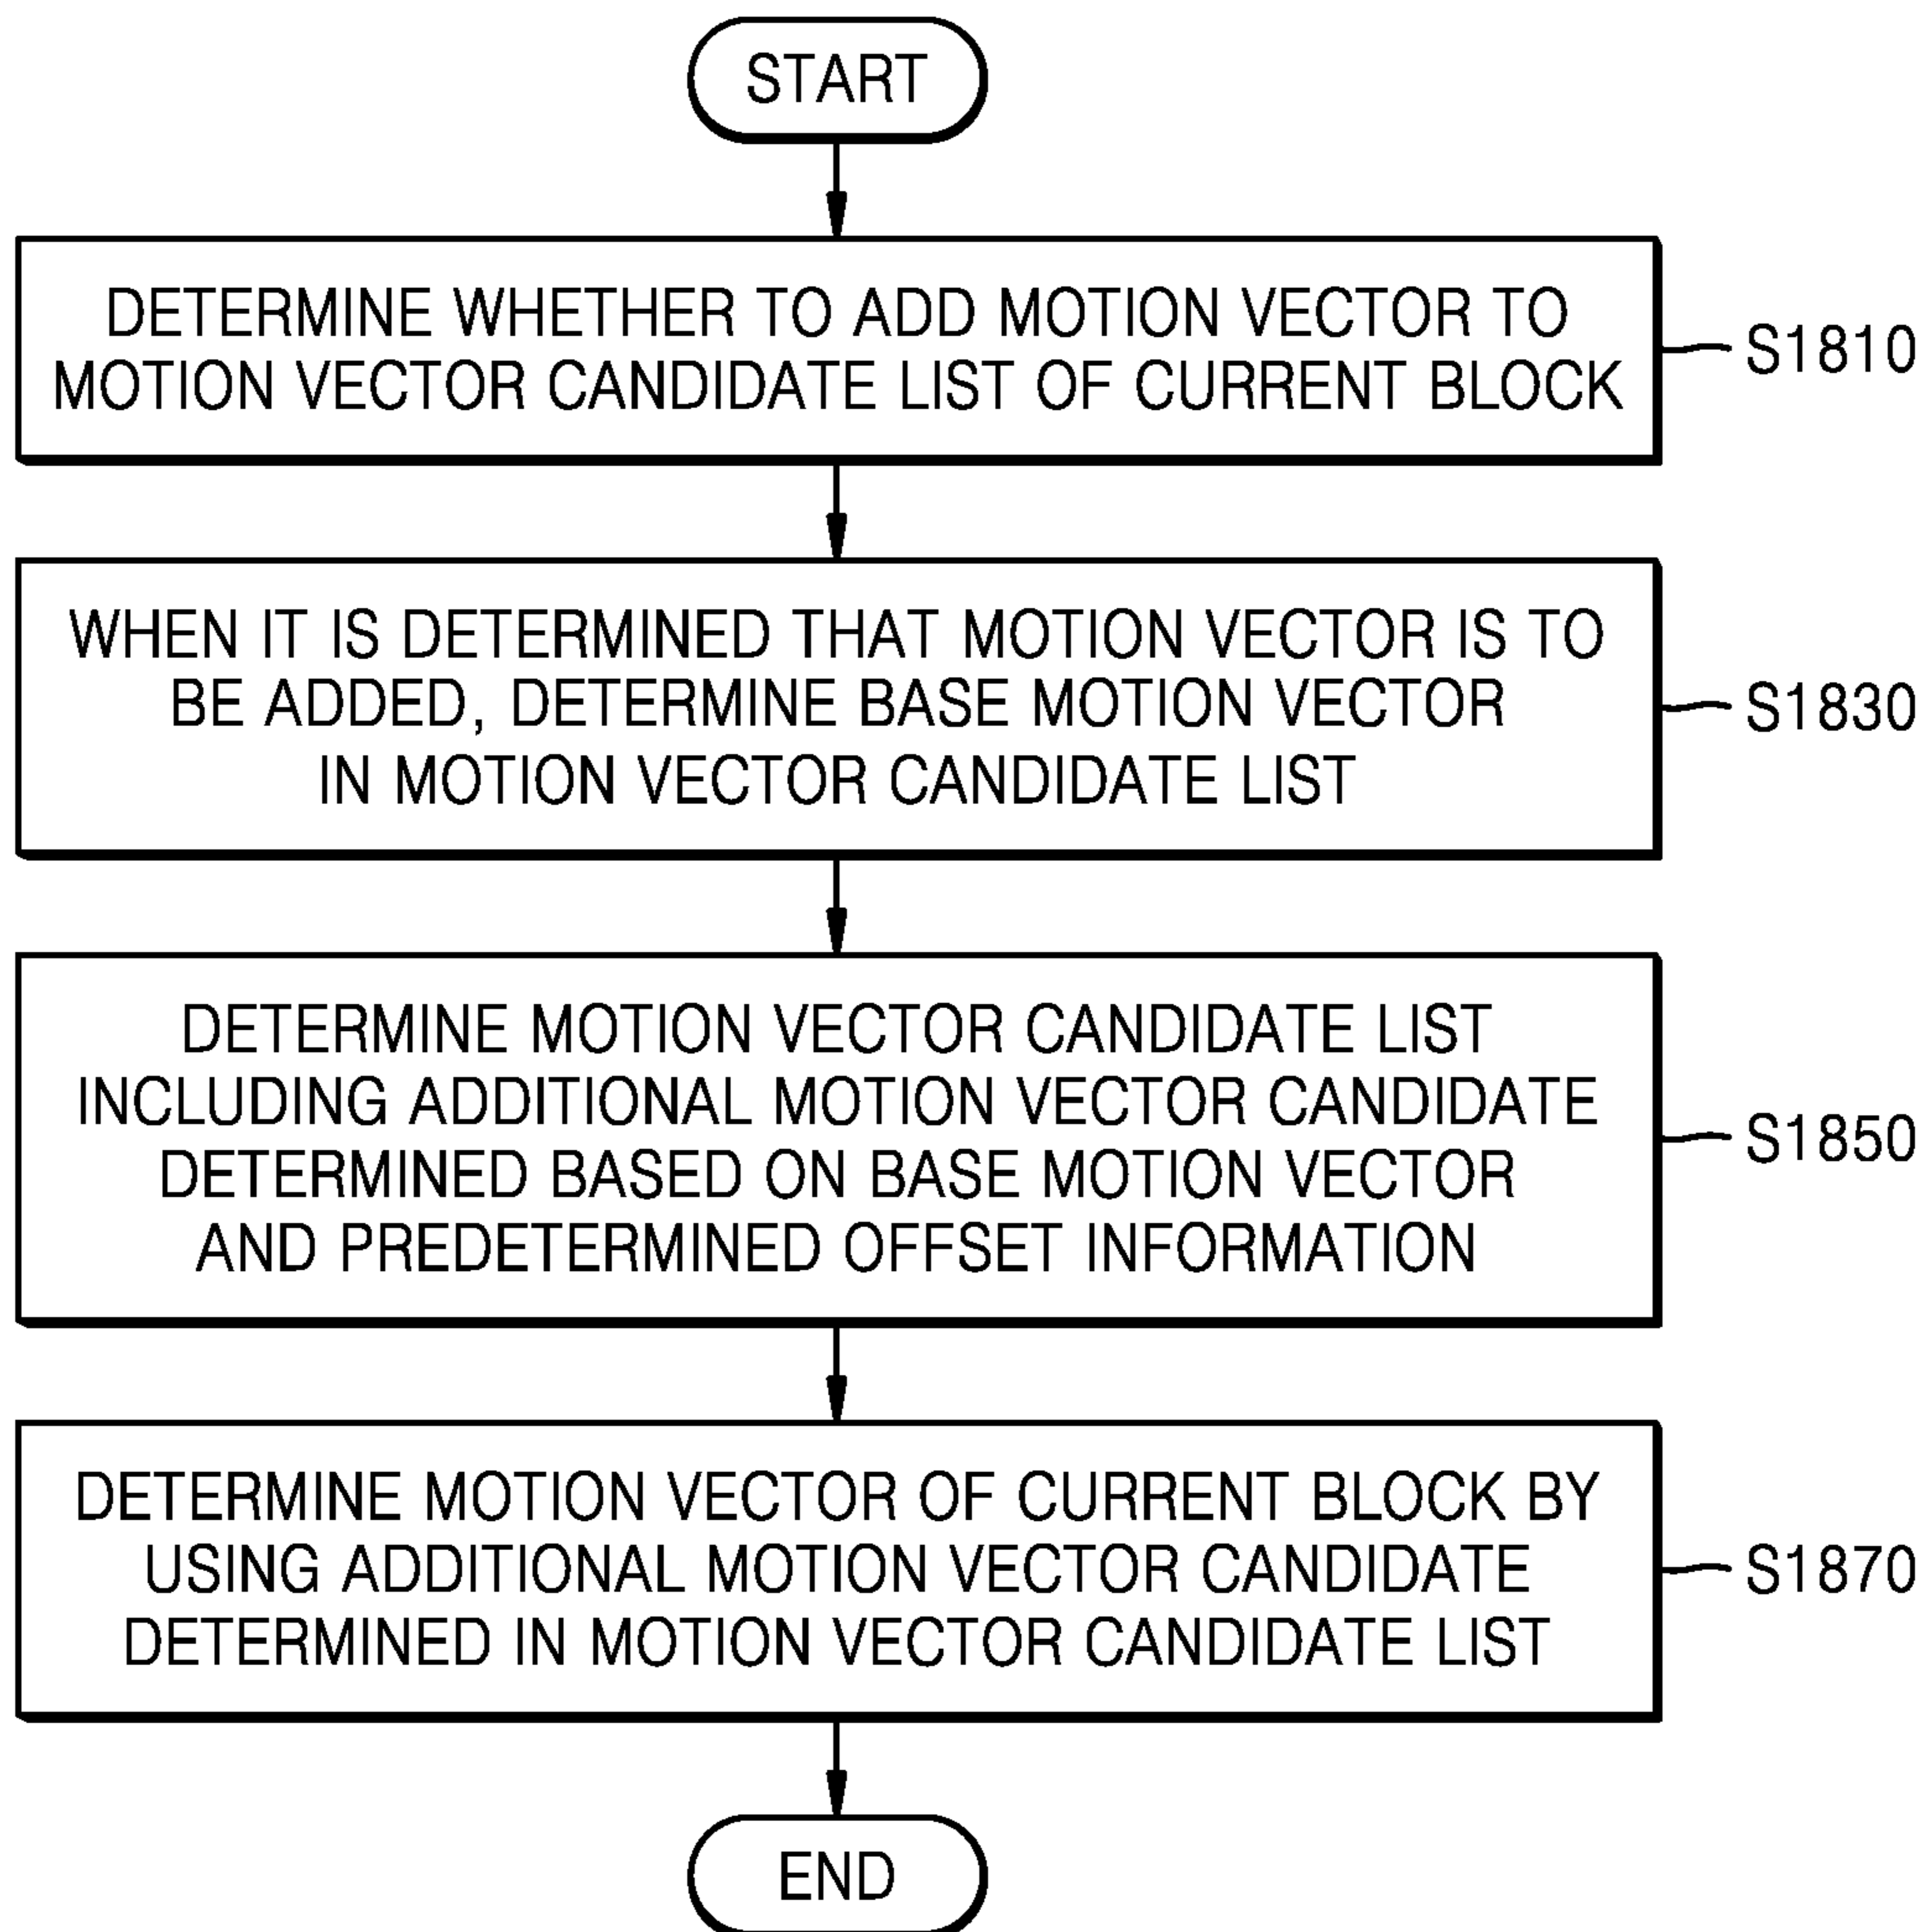 START
DETERMINE WHETHER TO ADD MOTION VECTOR TO
MOTION VECTOR CANDIDATE LIST OF CURRENT BLOCK
S1810
WHEN IT IS DETERMINED THAT MOTION VECTOR IS TO
BE ADDED, DETERMINE BASE MOTION VECTOR
IN MOTION VECTOR CANDIDATE LIST
S1830
DETERMINE MOTION VECTOR CANDIDATE LIST
INCLUDING ADDITIONAL MOTION VECTOR CANDIDATE
DETERMINED BASED ON BASE MOTION VECTOR
AND PREDETERMINED OFFSET INFORMATION
S1850
DETERMINE MOTION VECTOR OF CURRENT BLOCK BY
USING ADDITIONAL MOTION VECTOR CANDIDATE
DETERMINED IN MOTION VECTOR CANDIDATE LIST
S1870
END